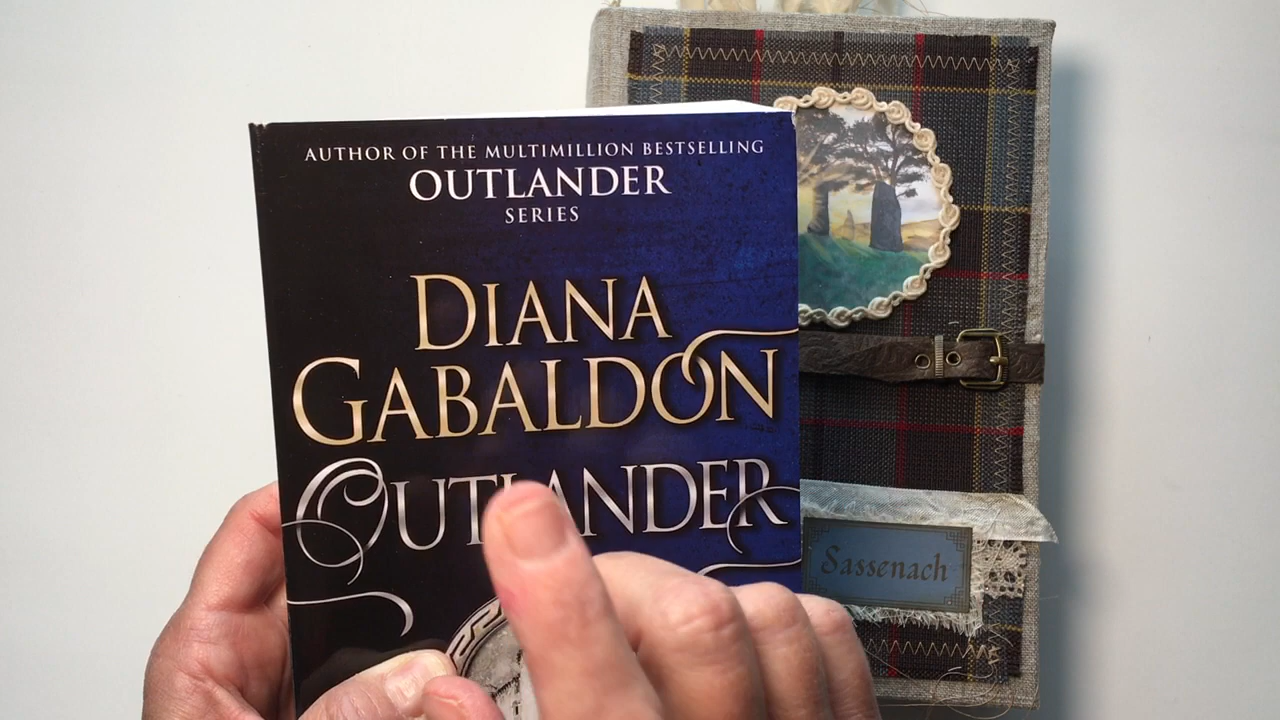 AUTHOR OF THE MULTIMILLION BESTSELLING
OUTLANDER
SERIES
DIANA
GABALDON
OUTLANDER
Sassenach